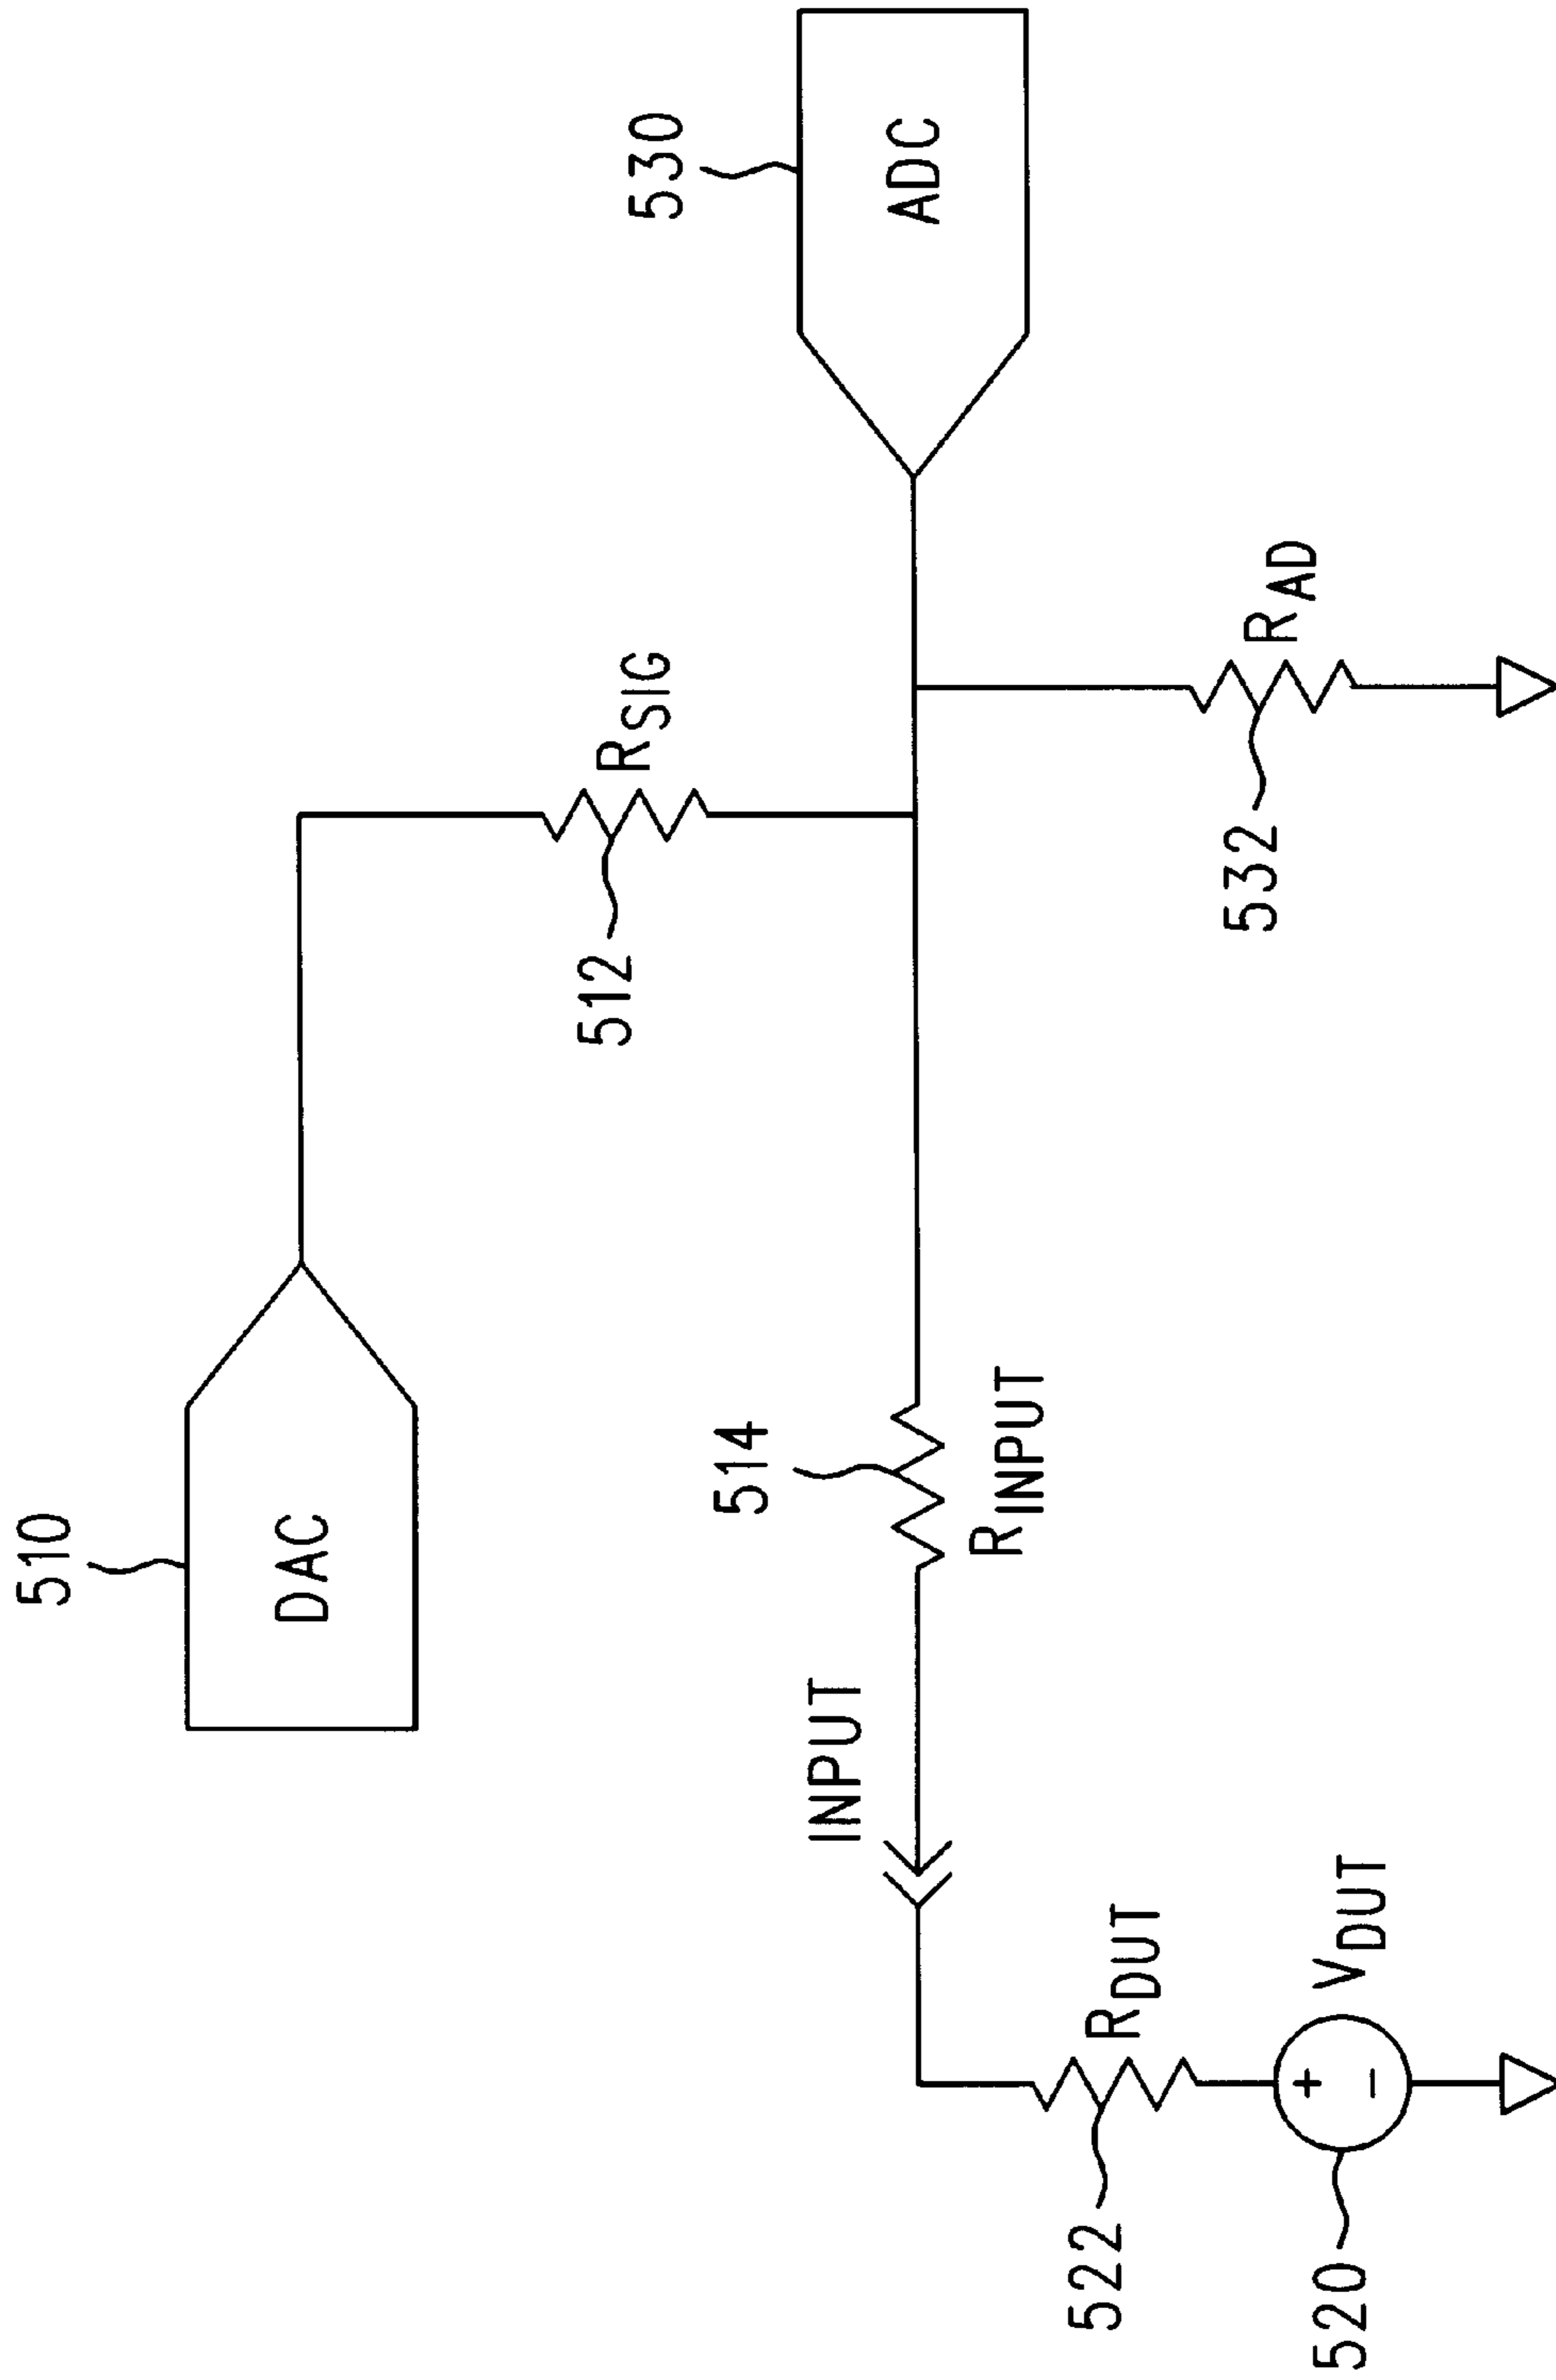 510
DAC
512
RSIG
530
ADC
INPUT
514
RINPUT
532
RAD
522
RDUT
520
VDUT
+
-